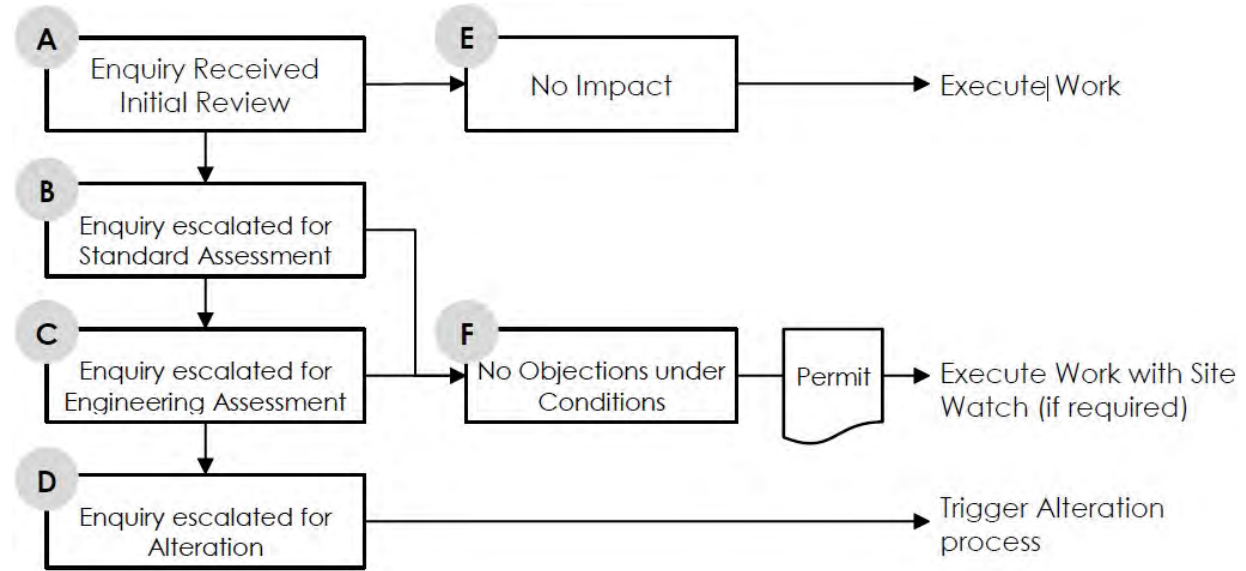 A
Enquiry Received
Initial Review
E
No Impact
Execute Work
B
Enquiry escalated for
Standard Assessment
C
Enquiry escalated for
Engineering Assessment
F
No Objections under
Conditions
Permit
Execute Work with Site
Watch (if required)
D
Enquiry escalated for
Alteration
Trigger Alteration
process